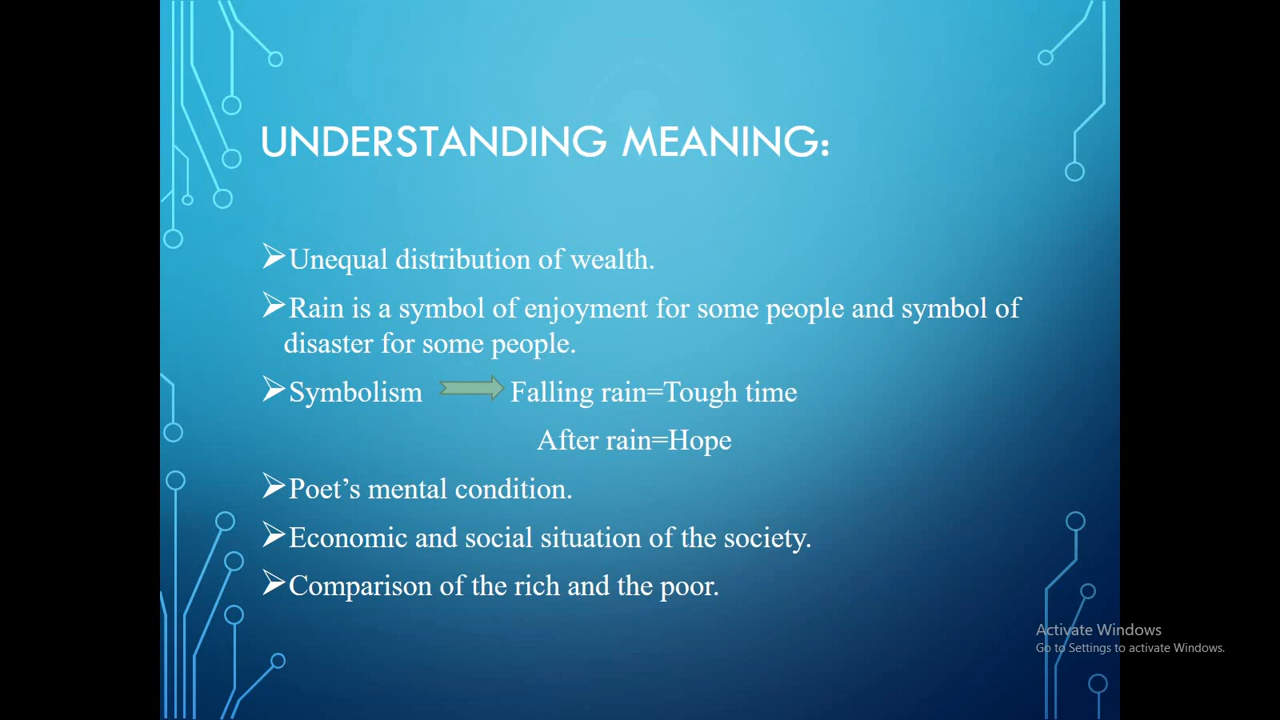 UNDERSTANDING MEANING:
Unequal distribution of wealth.
Rain is a symbol of enjoyment for some people and symbol of
disaster for some people.
Symbolism Falling rain=Tough time
After rain=Hope
Poet’s mental condition.
Economic and social situation of the society.
Comparison of the rich and the poor.
Activate Windows
Go to Settings to activate Windows.